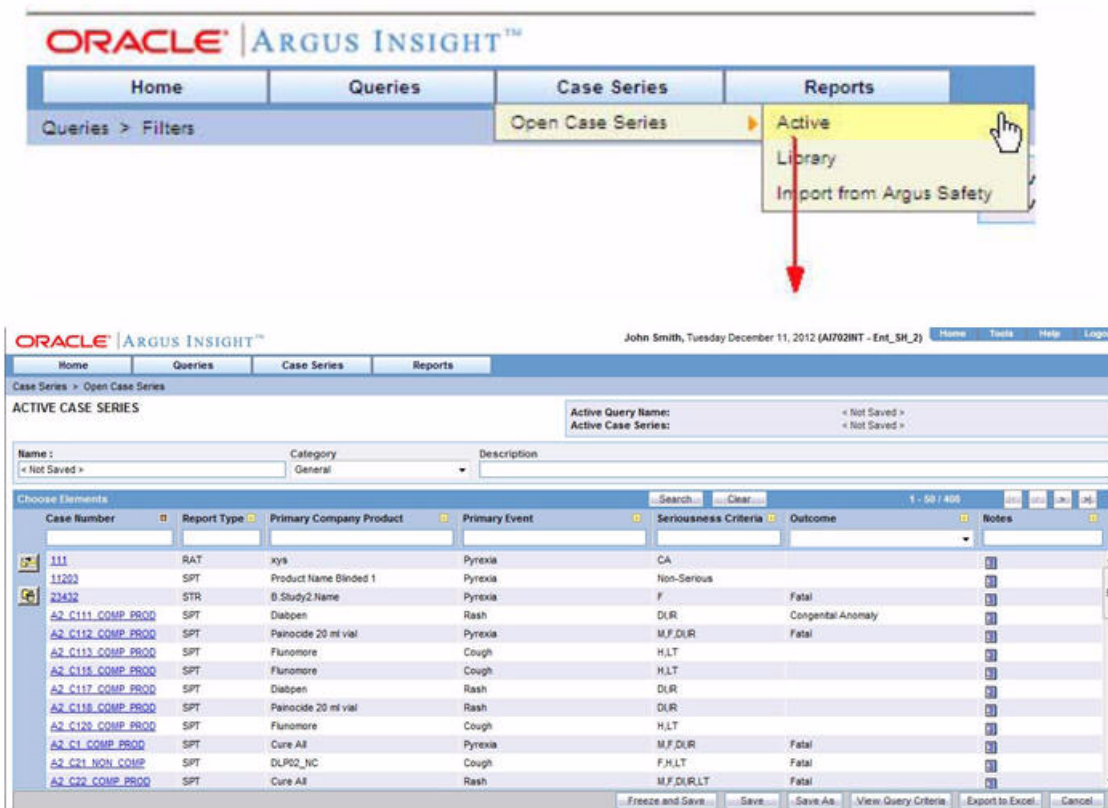 ORACLE® | ARGUS INSIGHT™
Home Queries Case Series Reports
Queries > Filters
Open Case Series Active
Library
Import from Argus Safety
ORACLE® | ARGUS INSIGHT™
John Smith, Tuesday December 11, 2012 (AI702INT - Ent_SH_2) Home Tools Help Logo
Home Queries Case Series Reports
Case Series > Open Case Series
ACTIVE CASE SERIES
Active Query Name: < Not Saved >
Active Case Series: < Not Saved >
Name : Category Description
< Not Saved > General
Choose Elements Search Clear 1 - 50 / 408
Case Number Report Type Primary Company Product Primary Event Seriousness Criteria Outcome Notes
111 RAT xys Pyrexia CA
11203 SPT Product Name Blinded 1 Pyrexia Non-Serious
23432 STR B.Study2.Name Pyrexia F Fatal
A2_C111_COMP_PROD SPT Diabpen Rash DI,IR Congenital Anomaly
A2_C112_COMP_PROD SPT Painocide 20 ml vial Pyrexia M,F,DI,IR Fatal
A2_C113_COMP_PROD SPT Flunomore Cough H,LT
A2_C115_COMP_PROD SPT Flunomore Cough H,LT
A2_C117_COMP_PROD SPT Diabpen Rash DI,IR
A2_C118_COMP_PROD SPT Painocide 20 ml vial Rash DI,IR
A2_C120_COMP_PROD SPT Flunomore Cough H,LT
A2_C1_COMP_PROD SPT Cure All Pyrexia M,F,DI,IR Fatal
A2_C21_NON_COMP SPT DLP02_NC Cough F,H,LT Fatal
A2_C22_COMP_PROD SPT Cure All Rash M,F,DI,IR,LT Fatal
Freeze and Save Save Save As View Query Criteria Export to Excel Cancel